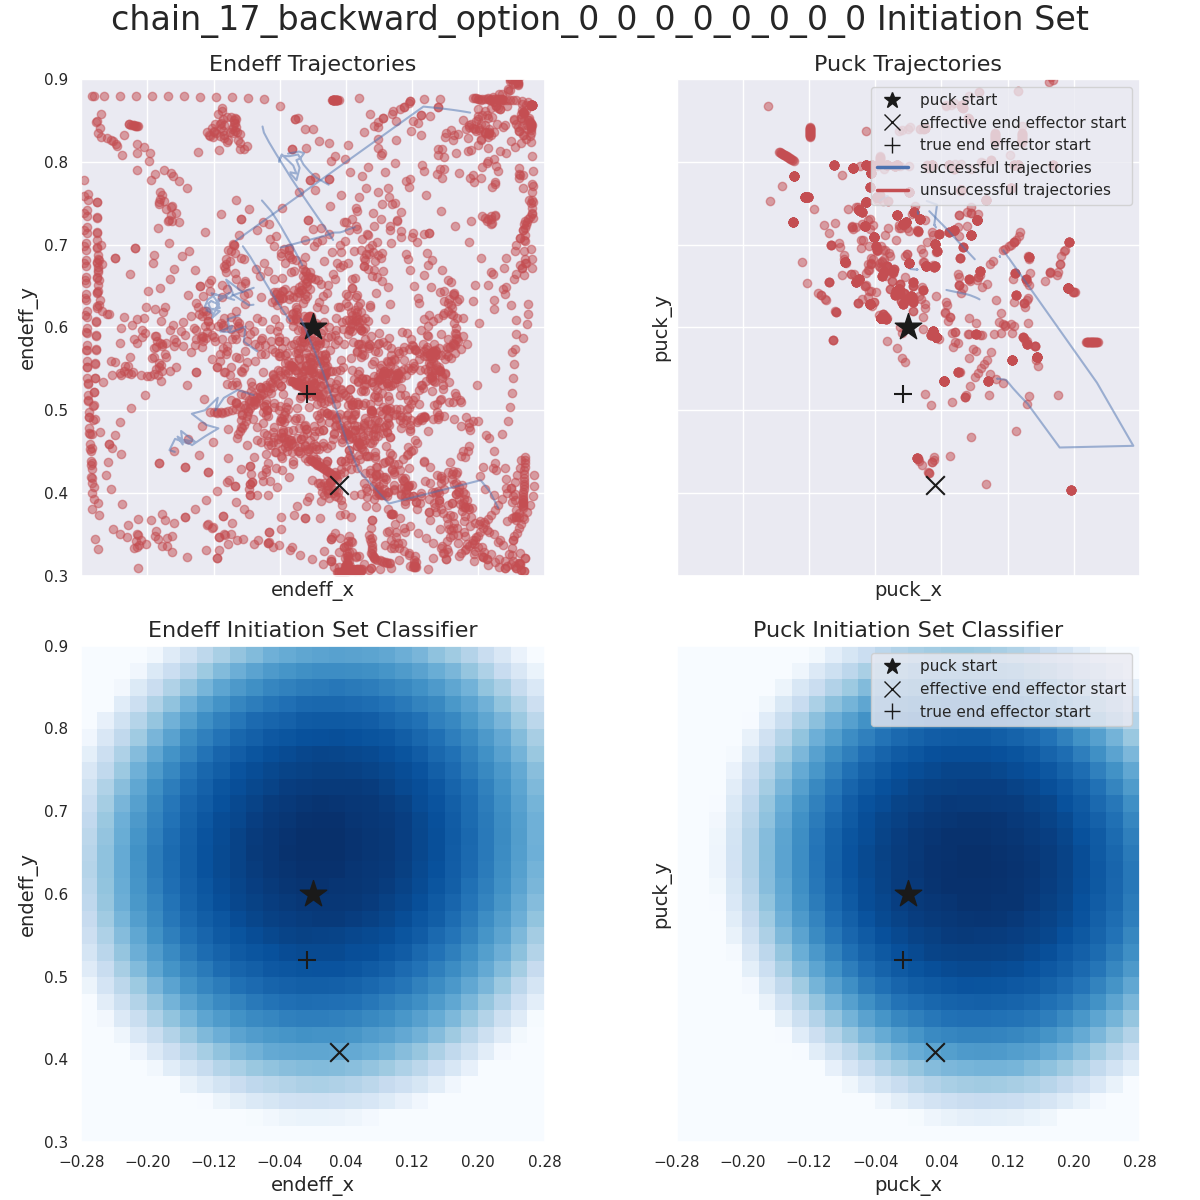 chain_17_backward_option_0_0_0_0_0_0_0_0 Initiation Set
Endeff Trajectories
Puck Trajectories
0.9
0.8
0.7
0.6
0.5
0.4
0.3
endeff_y
endeff_x
puck start
effective end effector start
true end effector start
successful trajectories
unsuccessful trajectories
puck_y
puck_x
Endeff Initiation Set Classifier
Puck Initiation Set Classifier
0.9
0.8
0.7
0.6
0.5
0.4
0.3
endeff_y
−0.28 −0.20 −0.12 −0.04 0.04 0.12 0.20 0.28
endeff_x
puck start
effective end effector start
true end effector start
puck_y
−0.28 −0.20 −0.12 −0.04 0.04 0.12 0.20 0.28
puck_x